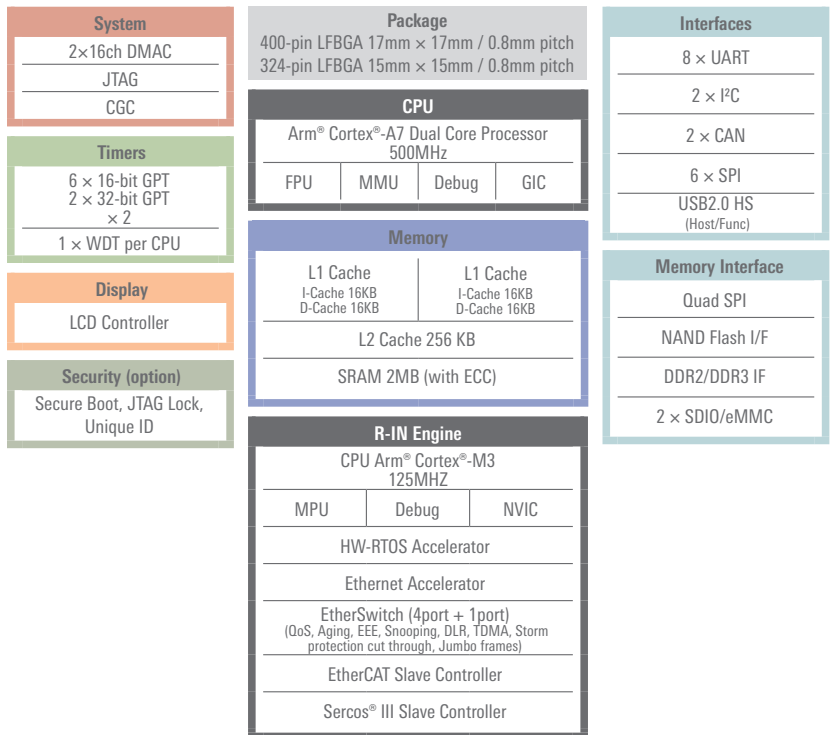 System
2×16ch DMAC
JTAG
CGC
Timers
6 × 16-bit GPT
2 × 32-bit GPT
× 2
1 × WDT per CPU
Display
LCD Controller
Security (option)
Secure Boot, JTAG Lock,
Unique ID
Package
400-pin LFBGA 17mm × 17mm / 0.8mm pitch
324-pin LFBGA 15mm × 15mm / 0.8mm pitch
CPU
Arm® Cortex®-A7 Dual Core Processor
500MHz
FPU MMU Debug GIC
Memory
L1 Cache L1 Cache
I-Cache 16KB I-Cache 16KB
D-Cache 16KB D-Cache 16KB
L2 Cache 256 KB
SRAM 2MB (with ECC)
R-IN Engine
CPU Arm® Cortex®-M3
125MHZ
MPU Debug NVIC
HW-RTOS Accelerator
Ethernet Accelerator
EtherSwitch (4port + 1port)
(QoS, Aging, EEE, Snooping, DLR, TDMA, Storm
protection cut through, Jumbo frames)
EtherCAT Slave Controller
Sercos® III Slave Controller
Interfaces
8 × UART
2 × I²C
2 × CAN
6 × SPI
USB2.0 HS
(Host/Func)
Memory Interface
Quad SPI
NAND Flash I/F
DDR2/DDR3 IF
2 × SDIO/eMMC